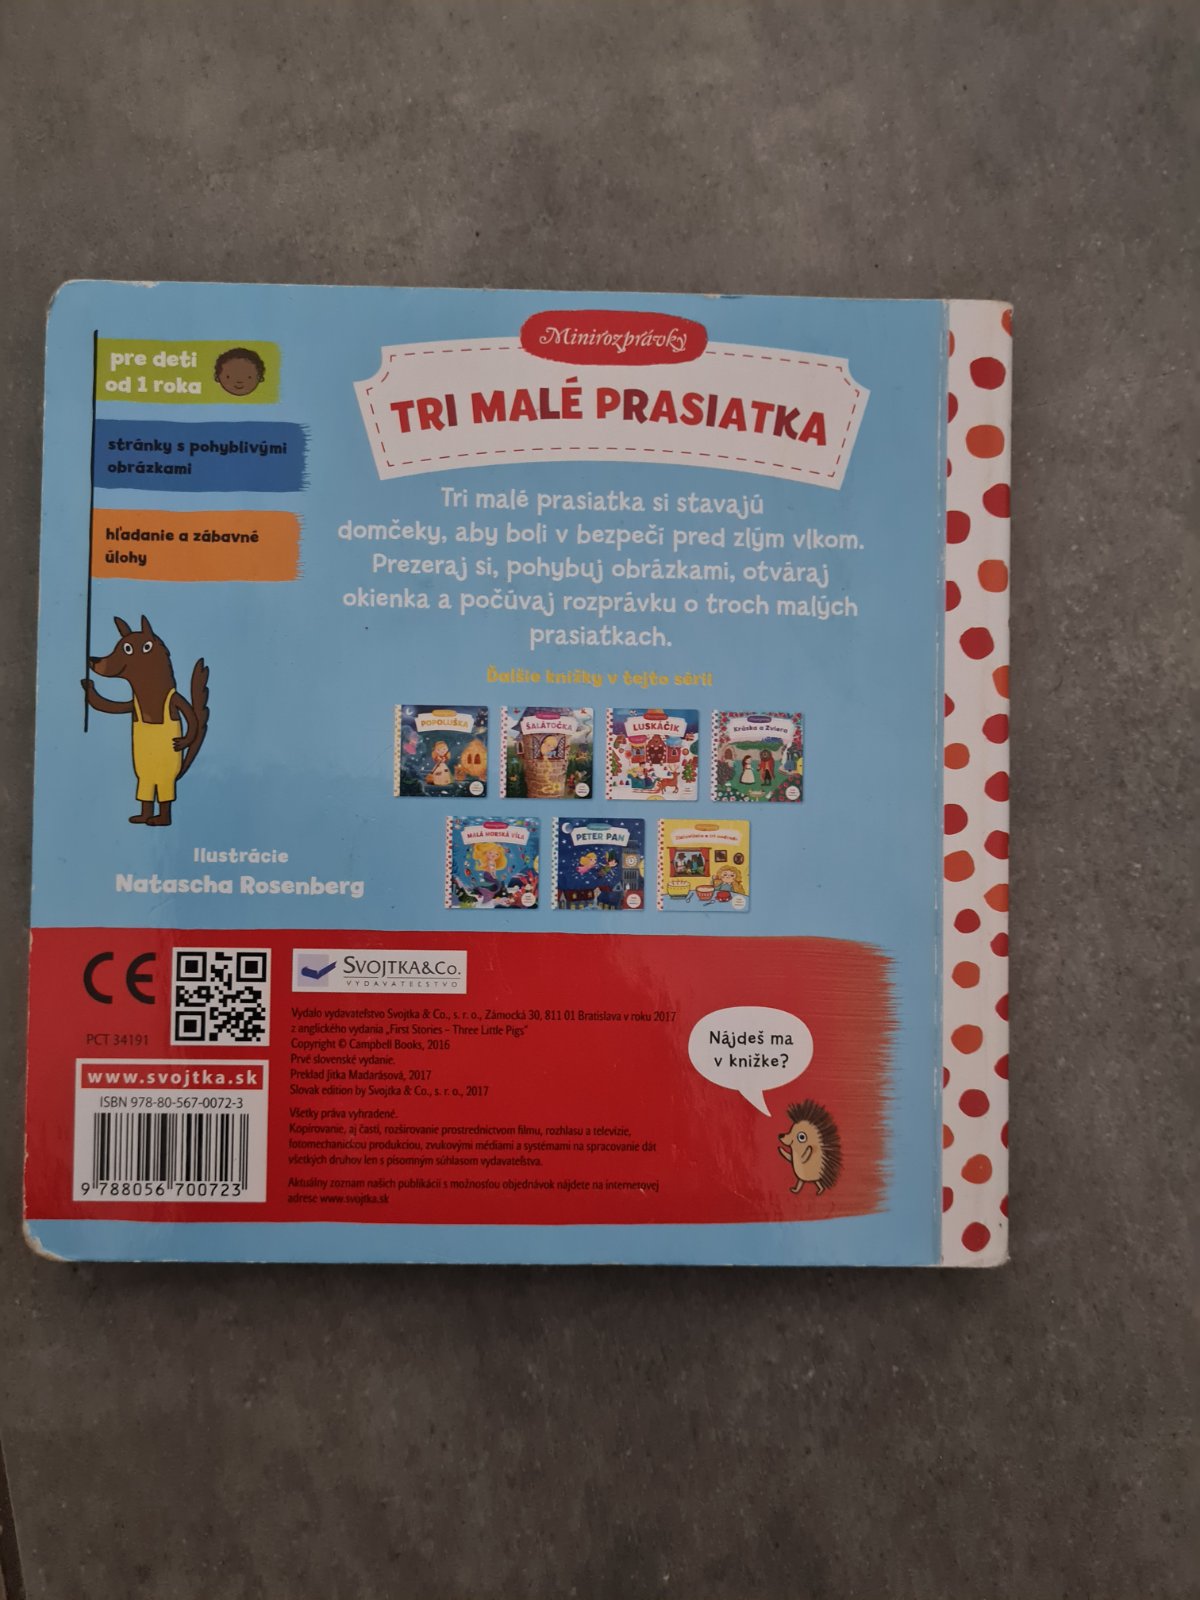 Minirozprávky
TRI MALÉ PRASIATKA
pre deti
od 1 roka
stránky s pohyblivými
obrázkami
hľadanie a zábavné
úlohy
Tri malé prasiatka si stavajú
domčeky, aby boli v bezpečí pred zlým vlkom.
Prezeraj si, pohybuj obrázkami, otváraj
okienka a počúvaj rozprávku o troch malých
prasiatkach.
Ďalšie knižky v tejto sérii
POPOLUŠKA
ŠALÁTOČKA
LUSKÁČIK
Kráska a Zviera
MALÁ MORSKÁ VÍLA
PETER PAN
Ilustrácie
Natascha Rosenberg
CE
PCT 34191
SVOJTKA&CO.
VYDAVATEĽSTVO
Vydalo vydavateľstvo Svojtka & Co., s. r. o., Zámocká 30, 811 01 Bratislava v roku 2017
z anglického vydania „First Stories – Three Little Pigs“
Copyright © Campbell Books, 2016
Prvé slovenské vydanie.
Preklad Jitka Madarásová, 2017
Slovak edition by Svojtka & Co., s. r. o., 2017
Všetky práva vyhradené.
Kopírovanie, aj častí, rozširovanie prostredníctvom filmu, rozhlasu a televízie,
fotomechanickou produkciou, zvukovými médiami a systémami na spracovanie dát
všetkých druhov len s písomným súhlasom vydavateľstva.
Aktuálny zoznam našich publikácií s možnosťou objednávok nájdete na internetovej
adrese www.svojtka.sk
www.svojtka.sk
ISBN 978-80-567-0072-3
9 788056 700723
Nájdeš ma
v knižke?